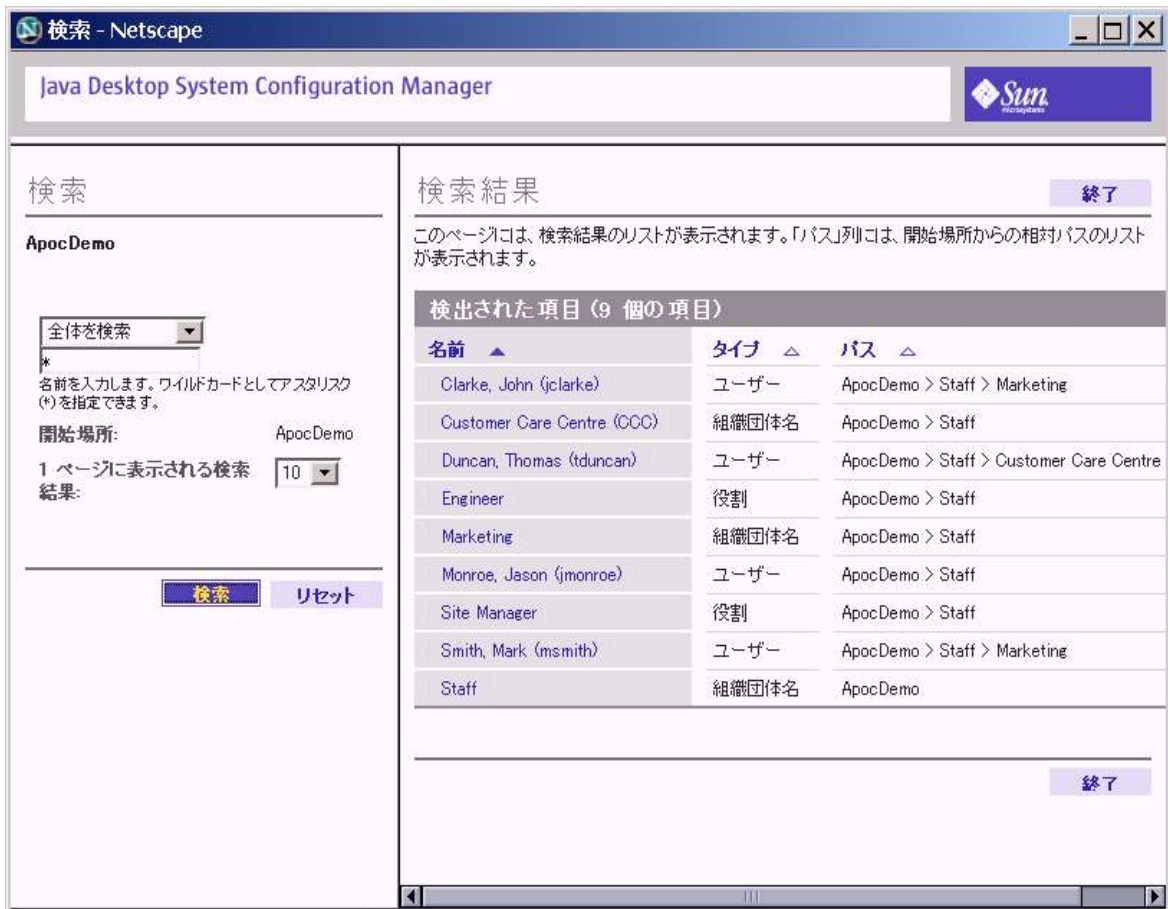 検索 - Netscape
Java Desktop System Configuration Manager
Sun
microsystems
検索
ApocDemo
全体を検索
*
名前を入力します。ワイルドカードとしてアスタリスク
(*)を指定できます。
開始場所: ApocDemo
1 ページに表示される検索
結果: 10
検索 リセット
検索結果
終了
このページには、検索結果のリストが表示されます。「パス」列には、開始場所からの相対パスのリスト
が表示されます。
検出された項目 (9 個の項目)
名前 タイプ パス
Clarke, John (jclarke) ユーザー ApocDemo > Staff > Marketing
Customer Care Centre (CCC) 組織団体名 ApocDemo > Staff
Duncan, Thomas (tduncan) ユーザー ApocDemo > Staff > Customer Care Centre
Engineer 役割 ApocDemo > Staff
Marketing 組織団体名 ApocDemo > Staff
Monroe, Jason (jmonroe) ユーザー ApocDemo > Staff
Site Manager 役割 ApocDemo > Staff
Smith, Mark (msmith) ユーザー ApocDemo > Staff > Marketing
Staff 組織団体名 ApocDemo
終了